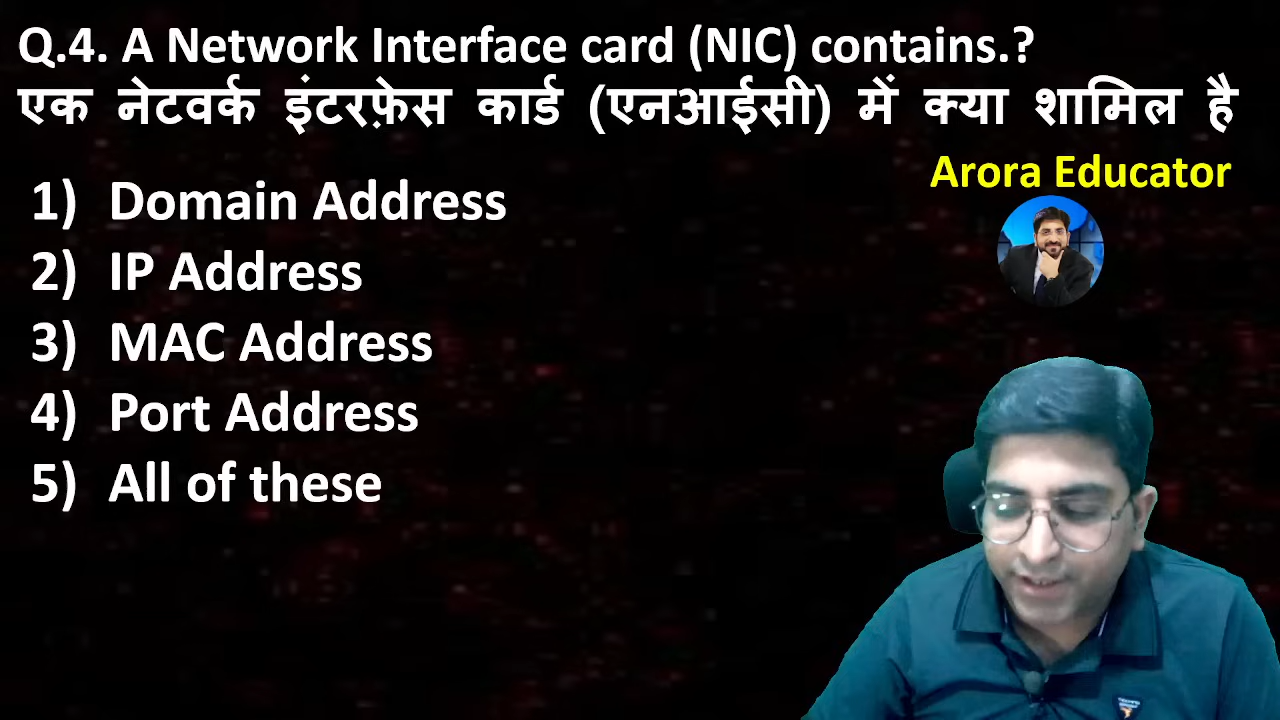 Q.4. A Network Interface card (NIC) contains.?
एक नेटवर्क इंटरफ़ेस कार्ड (एनआईसी) में क्या शामिल है
Arora Educator
1) Domain Address
2) IP Address
3) MAC Address
4) Port Address
5) All of these